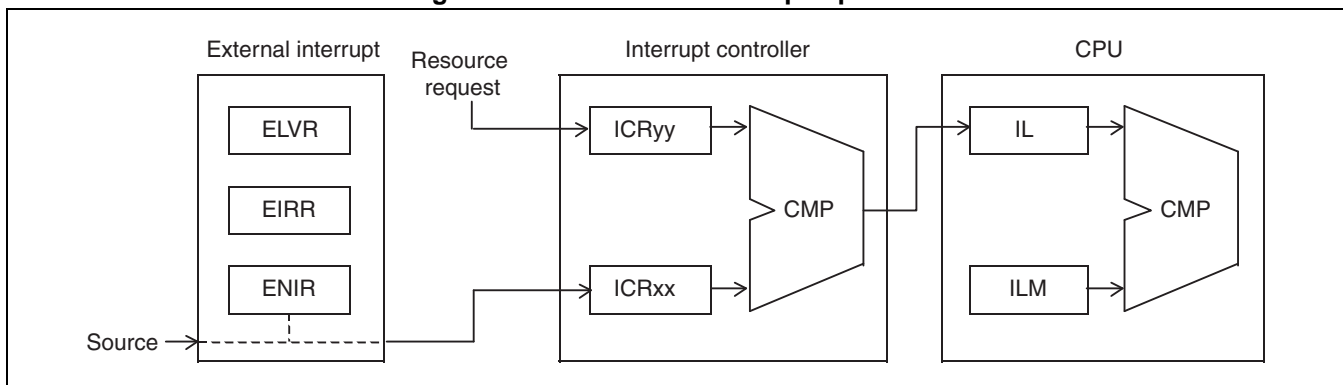 External interrupt
Resource
request
Interrupt controller
CPU
ELVR
ICRyy
IL
EIRR
CMP
CMP
ENIR
ICRxx
ILM
Source